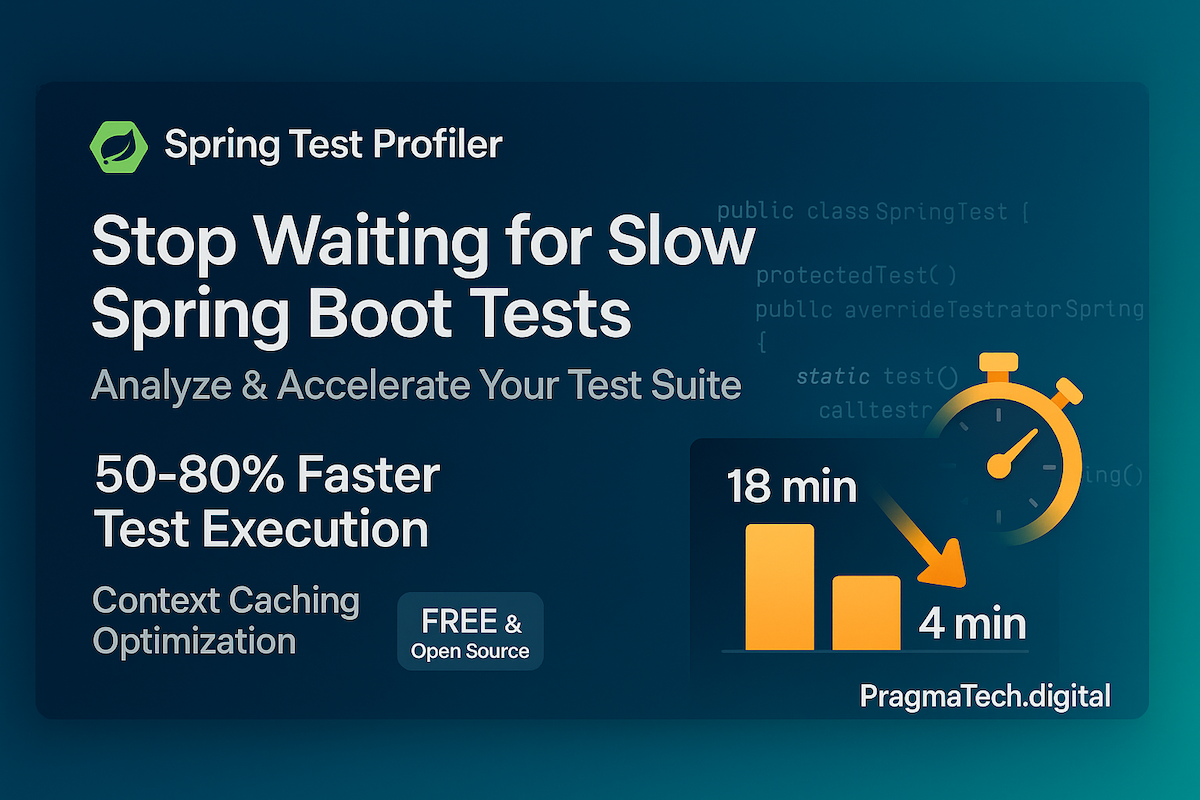 Spring Test Profiler
Stop Waiting for Slow
Spring Boot Tests
Analyze & Accelerate Your Test Suite
50-80% Faster
Test Execution
Context Caching
Optimization
FREE &
Open Source
public class SpringTest [
protectedTest( )
publlc averrideTestratorSpring
{
static test()
calltestr
ing()
18 min
4 min
PragmaTech.digital